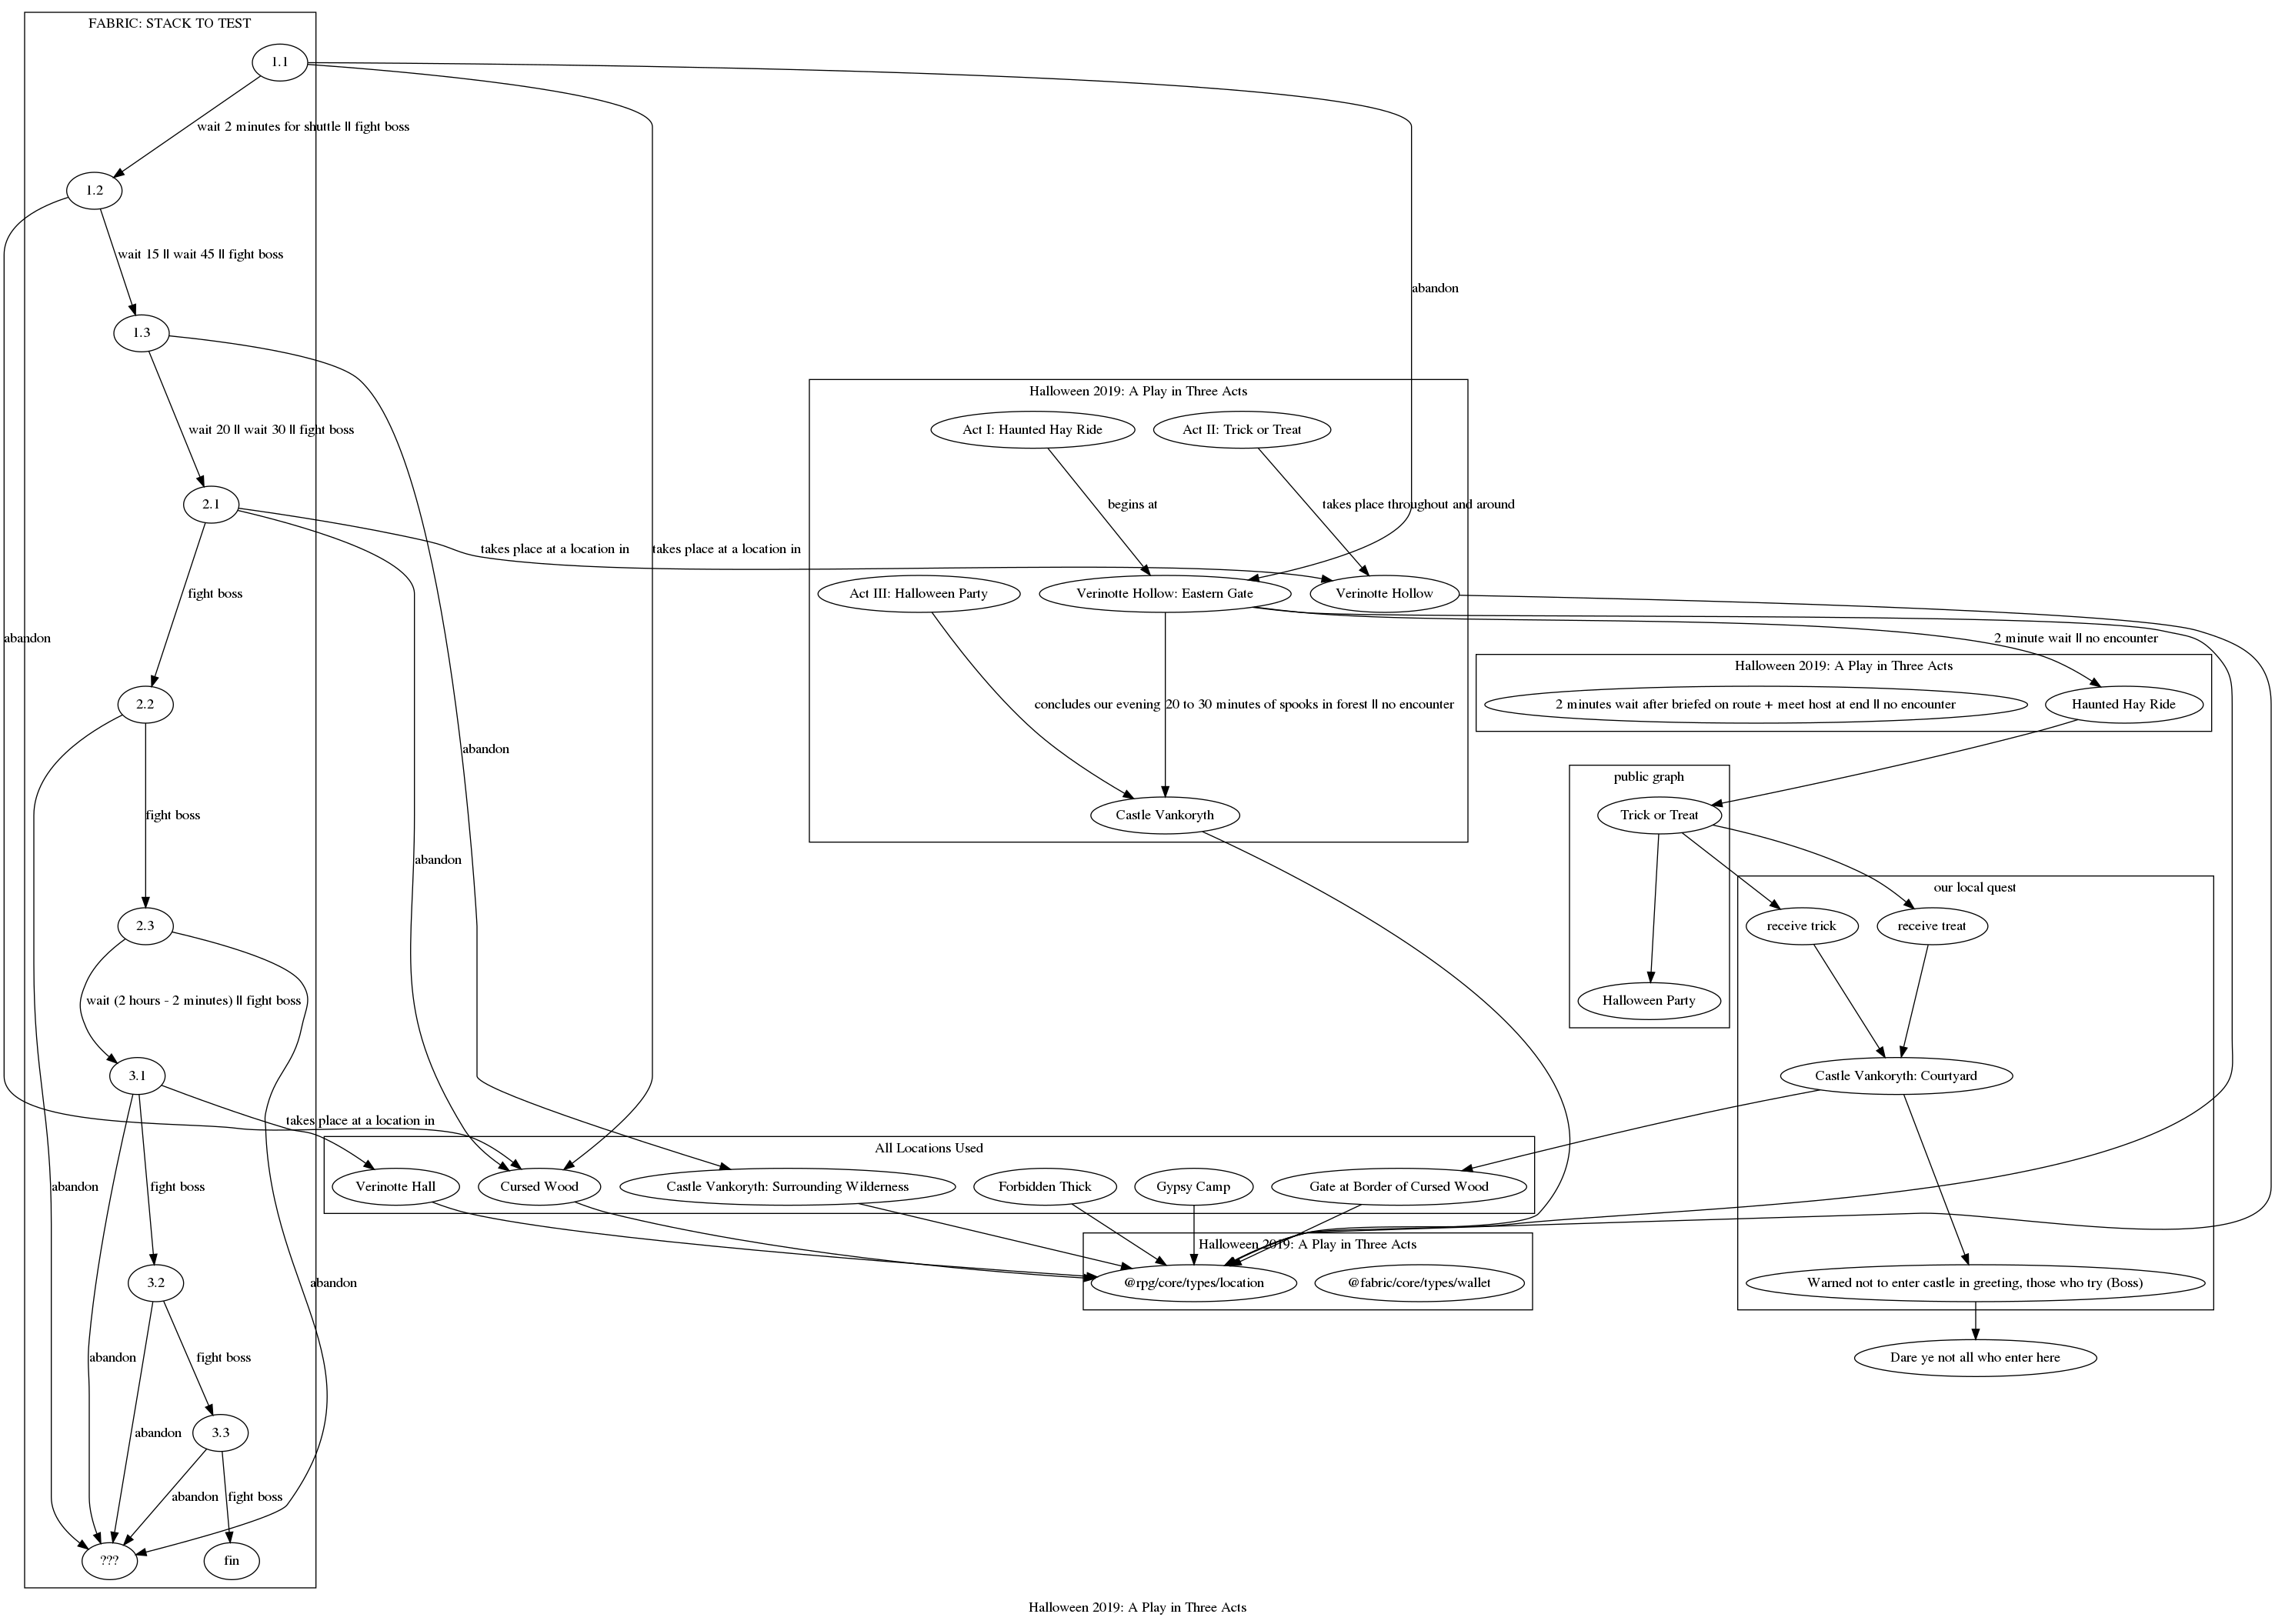 FABRIC: STACK TO TEST
1.1
wait 2 minutes for shuttle || fight boss
1.2
wait 15 || wait 45 || fight boss
abandon
1.3
Halloween 2019: A Play in Three Acts
Act I: Haunted Hay Ride
Act II: Trick or Treat
wait 20 || wait 30 || fight boss
2.1
begins at
takes place throughout and around
takes place at a location in
takes place at a location in
fight boss
Act III: Halloween Party
Verinotte Hollow: Eastern Gate
Verinotte Hollow
abandon
2 minute wait || no encounter
Halloween 2019: A Play in Three Acts
2.2
concludes our evening
20 to 30 minutes of spooks in forest || no encounter
2 minutes wait after briefed on route + meet host at end || no encounter
Haunted Hay Ride
abandon
public graph
fight boss
Castle Vankoryth
Trick or Treat
abandon
our local quest
2.3
receive trick
receive treat
wait (2 hours - 2 minutes) || fight boss
Halloween Party
3.1
Castle Vankoryth: Courtyard
takes place at a location in
All Locations Used
abandon
fight boss
Verinotte Hall
Cursed Wood
Castle Vankoryth: Surrounding Wilderness
Forbidden Thick
Gypsy Camp
Gate at Border of Cursed Wood
Halloween 2019: A Play in Three Acts
3.2
abandon
@rpg/core/types/location
@fabric/core/types/wallet
Warned not to enter castle in greeting, those who try (Boss)
abandon
fight boss
Dare ye not all who enter here
abandon
3.3
abandon
fight boss
???
fin
Halloween 2019: A Play in Three Acts